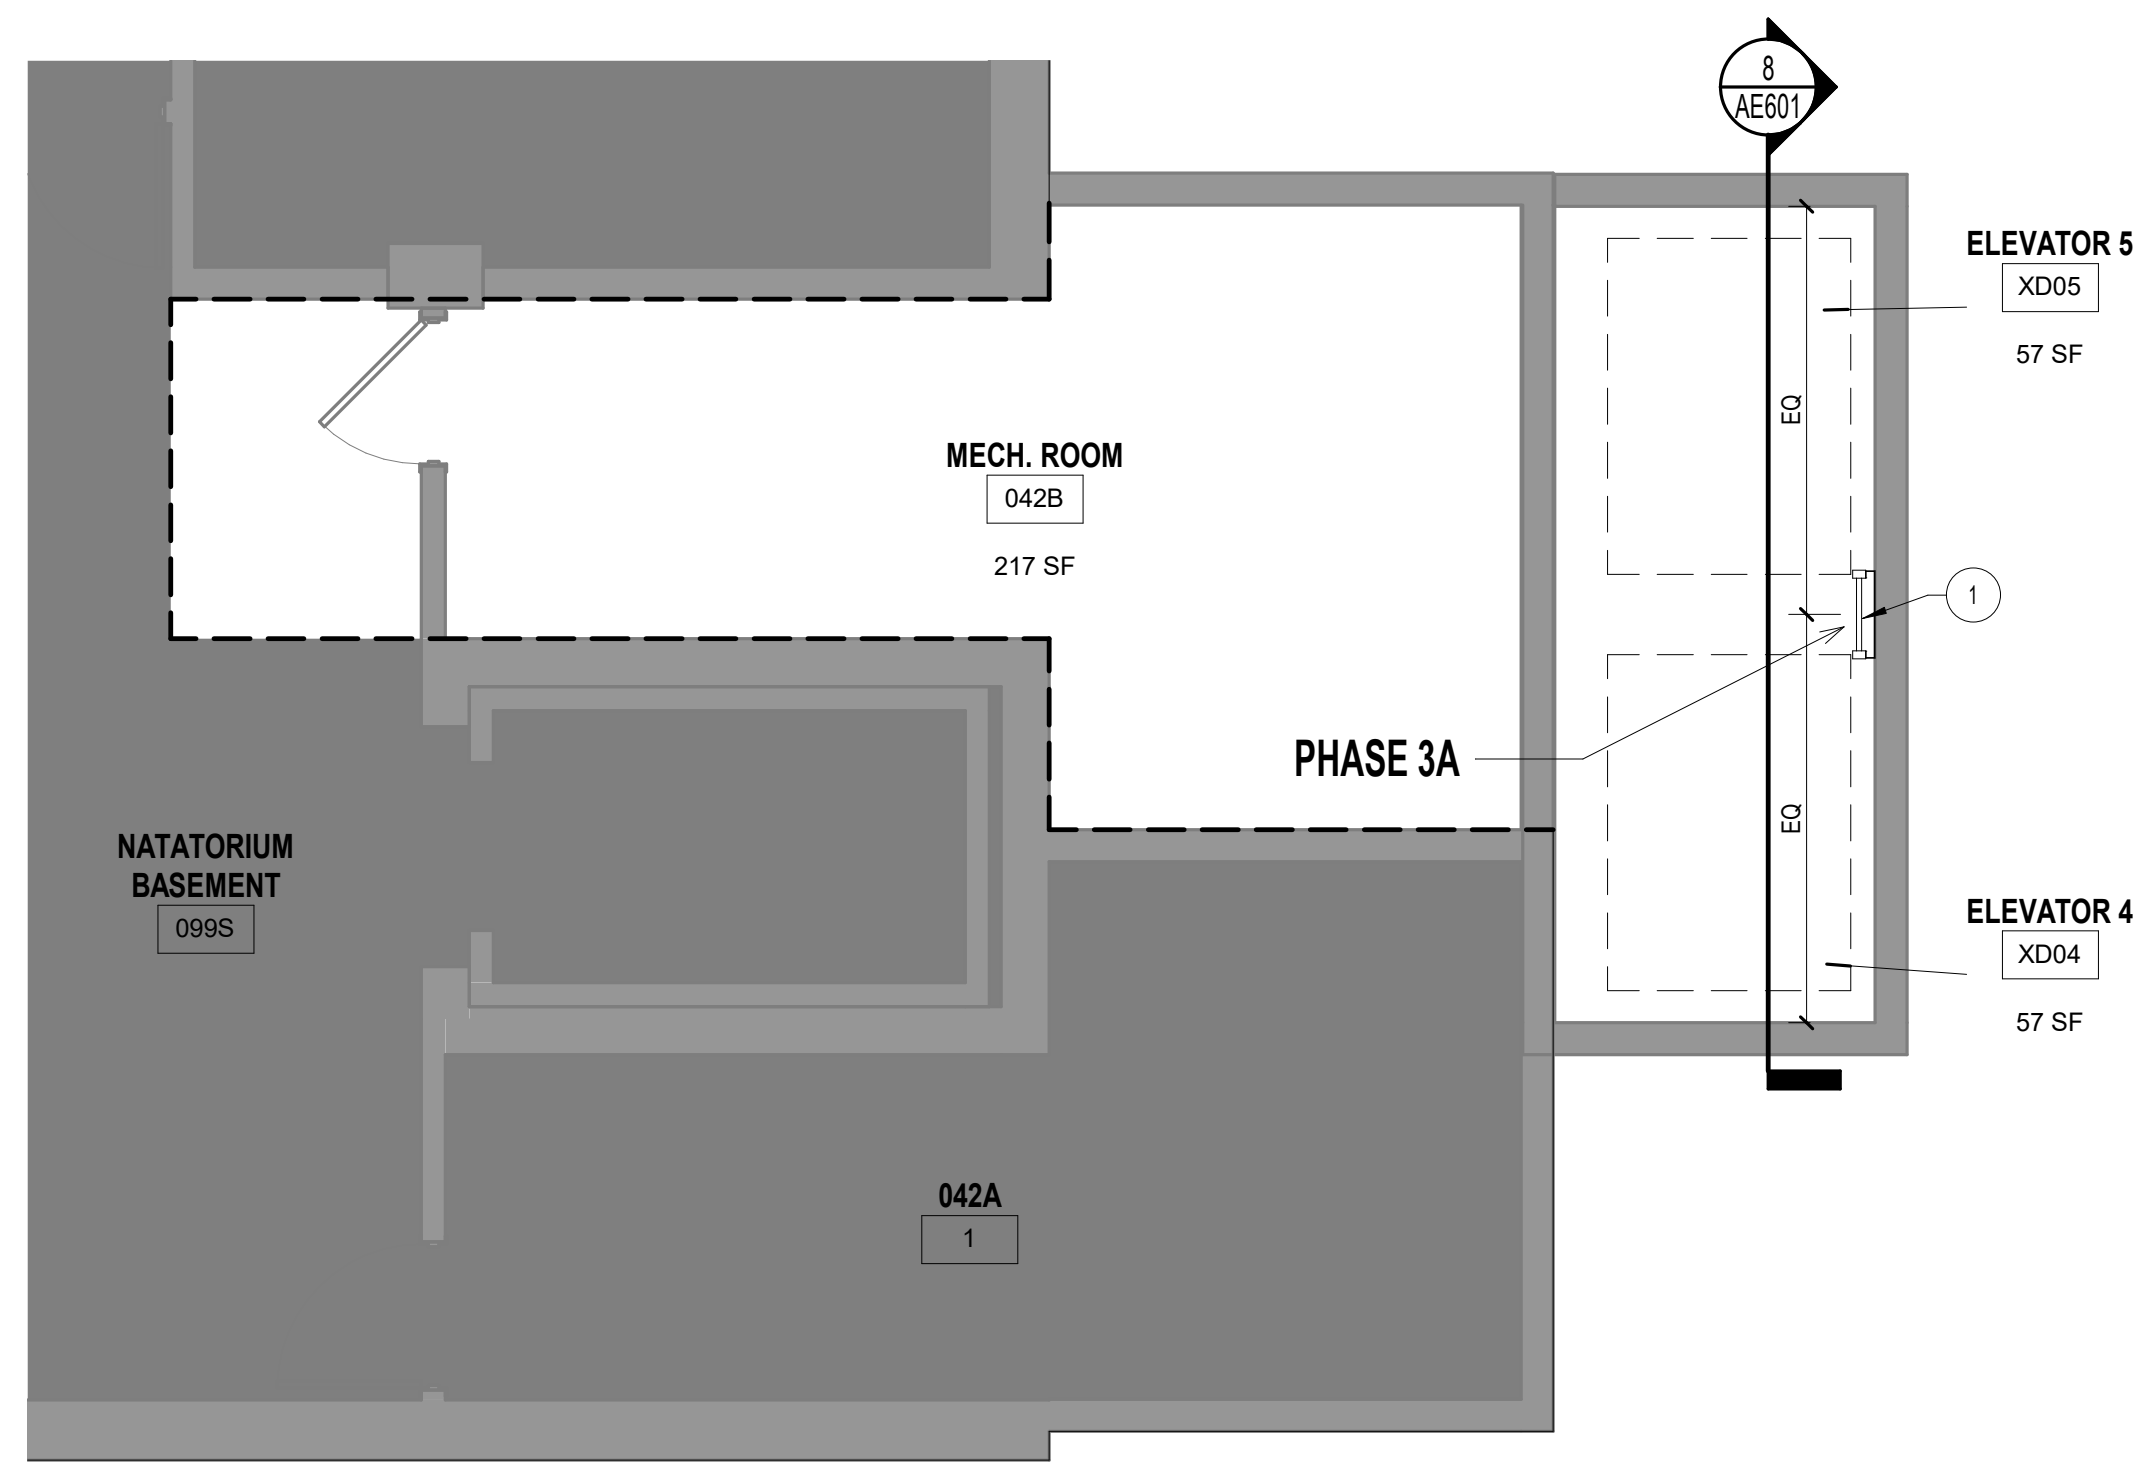 8
AE601
ELEVATOR 5
XD05
57 SF
EQ
MECH. ROOM
042B
217 SF
1
PHASE 3A
EQ
NATATORIUM
BASEMENT
099S
ELEVATOR 4
XD04
57 SF
042A
1